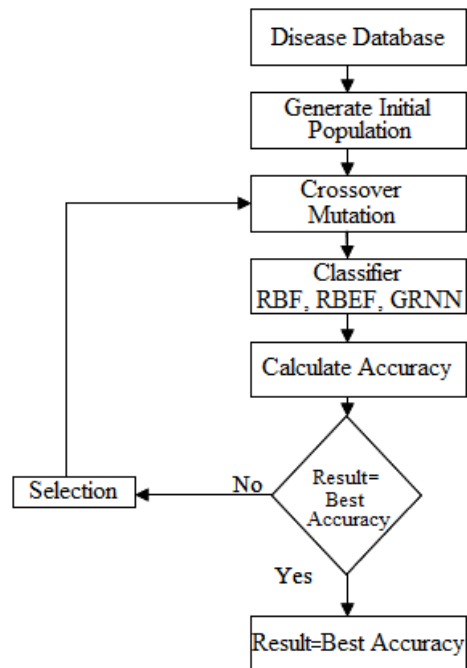 Disease Database
Generate Initial
Population
Crossover
Mutation
Classifier
RBF, RBEF, GRNN
Calculate Accuracy
Result=
Best
Accuracy
No
Selection
Yes
Result=Best Accuracy